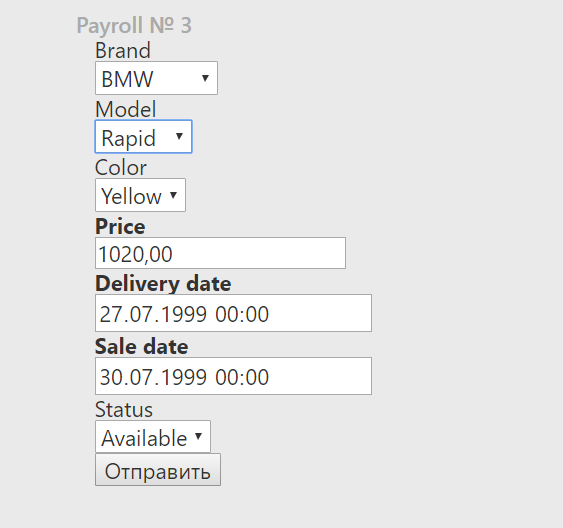 Payroll № 3
Brand
BMW
Model
Rapid
Color
Yellow
Price
1020,00
Delivery date
27.07.1999 00:00
Sale date
30.07.1999 00:00
Status
Available
Отправить